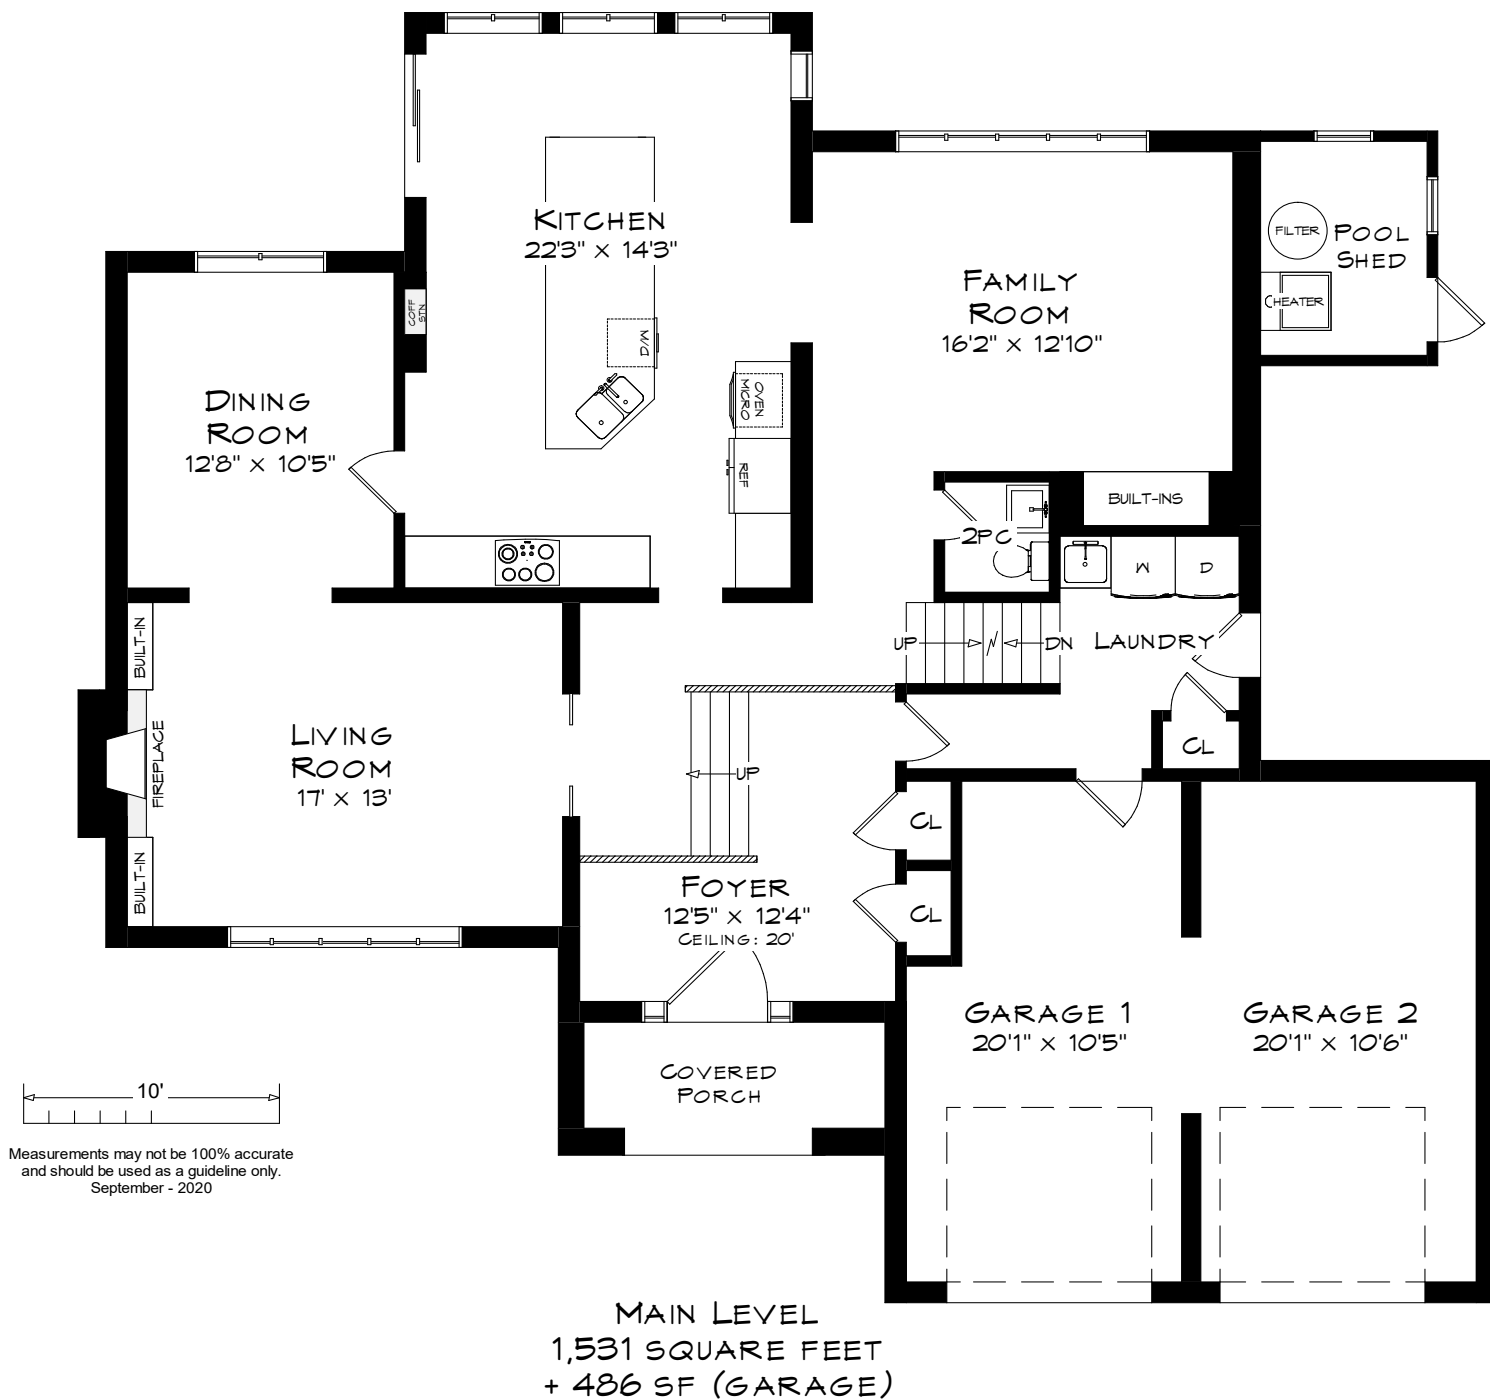 KITCHEN
22'3" X 14'3"
FILTER
POOL
SHED
HEATER
FAMILY
ROOM
16'2" X 12'10"
COFF
STN
D/W
OVEN
MICRO
DINING
ROOM
12'8" X 10'5"
REF
BUILT-INS
2PC
W
D
BUILT-IN
UP
DN
LAUNDRY
LIVING
ROOM
17' X 13'
FIREPLACE
UP
CL
CL
BUILT-IN
FOYER
12'5" X 12'4"
CEILING: 20'
CL
GARAGE 1
20'1" X 10'5"
GARAGE 2
20'1" X 10'6"
COVERED
PORCH
10'
Measurements may not be 100% accurate
and should be used as a guideline only.
September - 2020
MAIN LEVEL
1,531 SQUARE FEET
+ 486 SF (GARAGE)